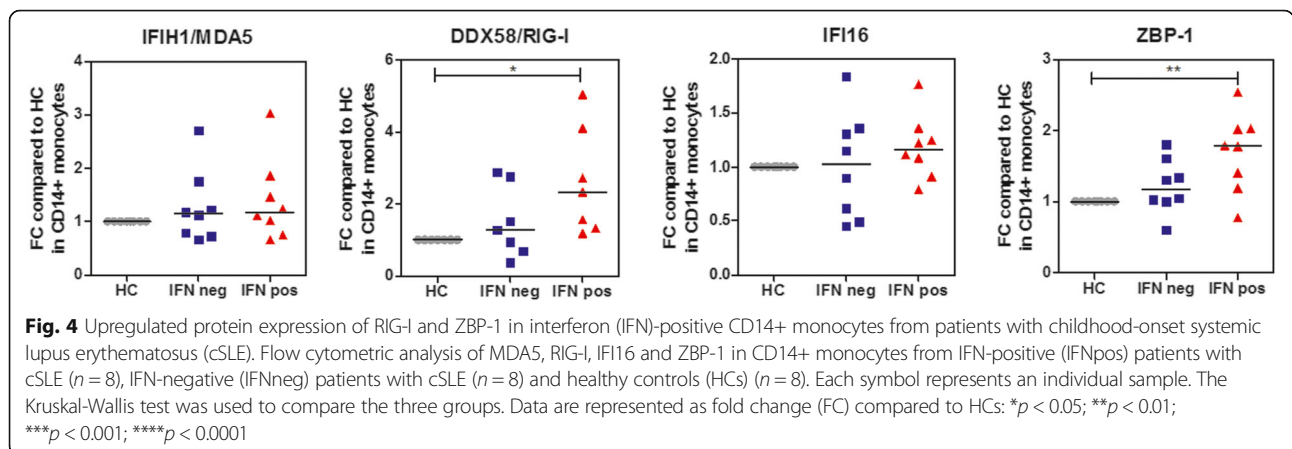 IFIH1/MDA5
FC compared to HC
in CD14+ monocytes
4
3
2
1
0
HC IFN neg IFN pos
DDX58/RIG-I
FC compared to HC
in CD14+ monocytes
6
4
2
0
*
HC IFN neg IFN pos
IFI16
FC compared to HC
in CD14+ monocytes
2.0
1.5
1.0
0.5
0.0
HC IFN neg IFN pos
ZBP-1
FC compared to HC
in CD14+ monocytes
3
2
1
0
**
HC IFN neg IFN pos
Fig. 4 Upregulated protein expression of RIG-I and ZBP-1 in interferon (IFN)-positive CD14+ monocytes from patients with childhood-onset systemic
lupus erythematosus (cSLE). Flow cytometric analysis of MDA5, RIG-I, IFI16 and ZBP-1 in CD14+ monocytes from IFN-positive (IFNpos) patients with
cSLE (n = 8), IFN-negative (IFNneg) patients with cSLE (n = 8) and healthy controls (HCs) (n = 8). Each symbol represents an individual sample. The
Kruskal-Wallis test was used to compare the three groups. Data are represented as fold change (FC) compared to HCs: *p < 0.05; **p < 0.01;
***p < 0.001; ****p < 0.0001